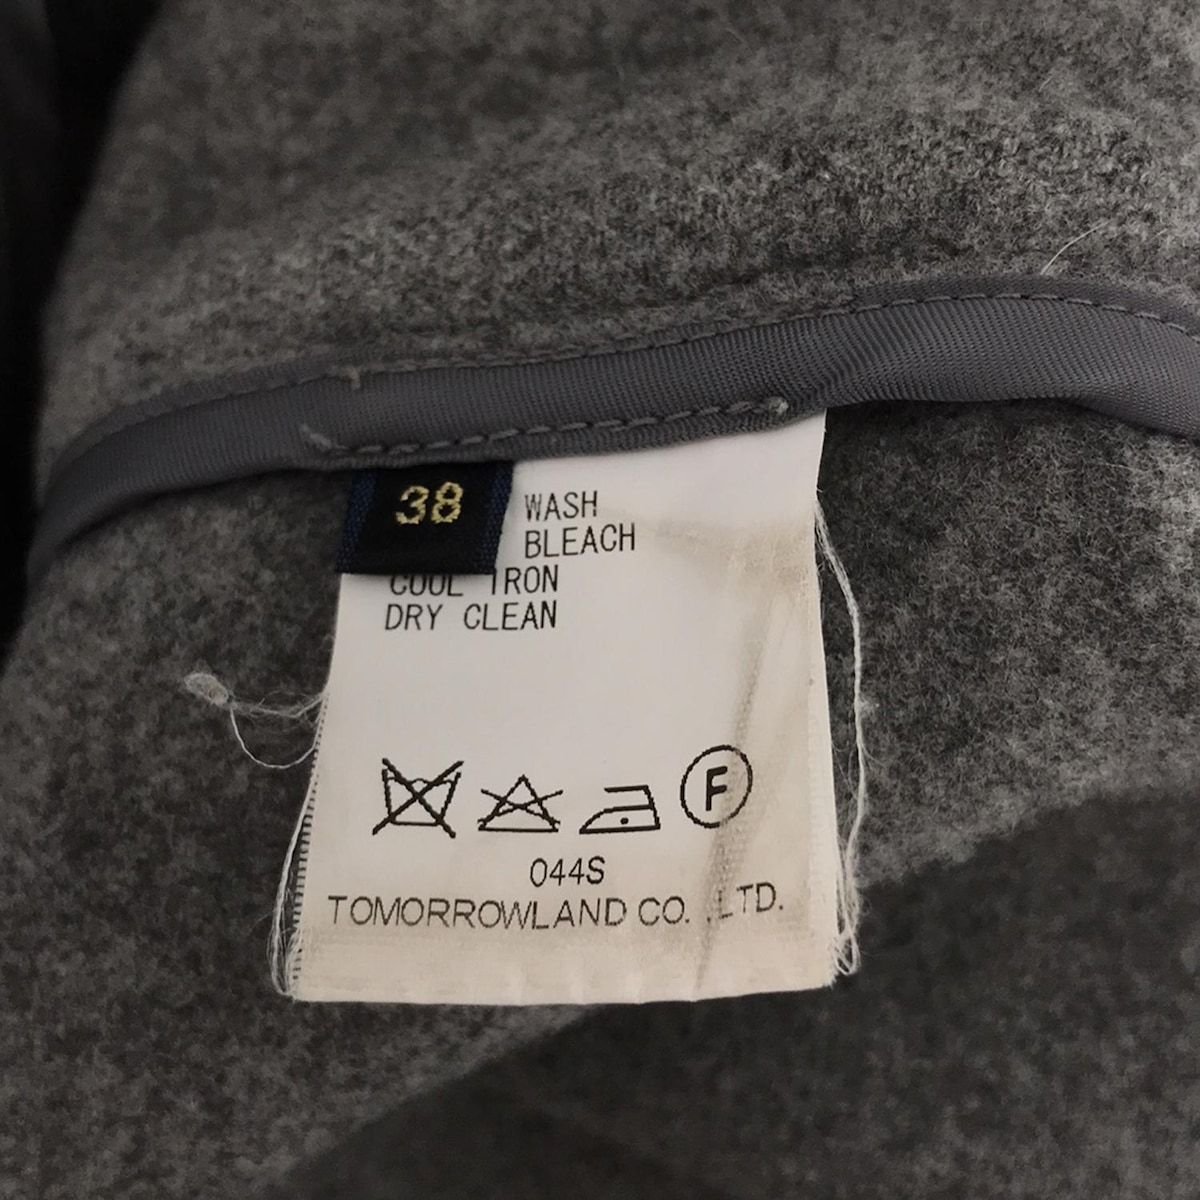 38
WASH
BLEACH
COOL IRON
DRY CLEAN
F
044S
TOMORROWLAND CO. ,LTD.